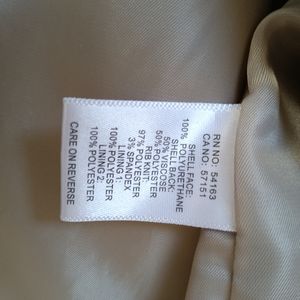 RN NO: 54163
CA NO: 57151
SHELL-FACE:
100% POLYURETHANE
SHELL BACK:
50% VISCOSE
50% POLYESTER
RIB KNIT:
97% POLYESTER
3% SPANDEX
LINING 1:
100% POLYESTER
LINING 2:
100% POLYESTER
CARE ON REVERSE